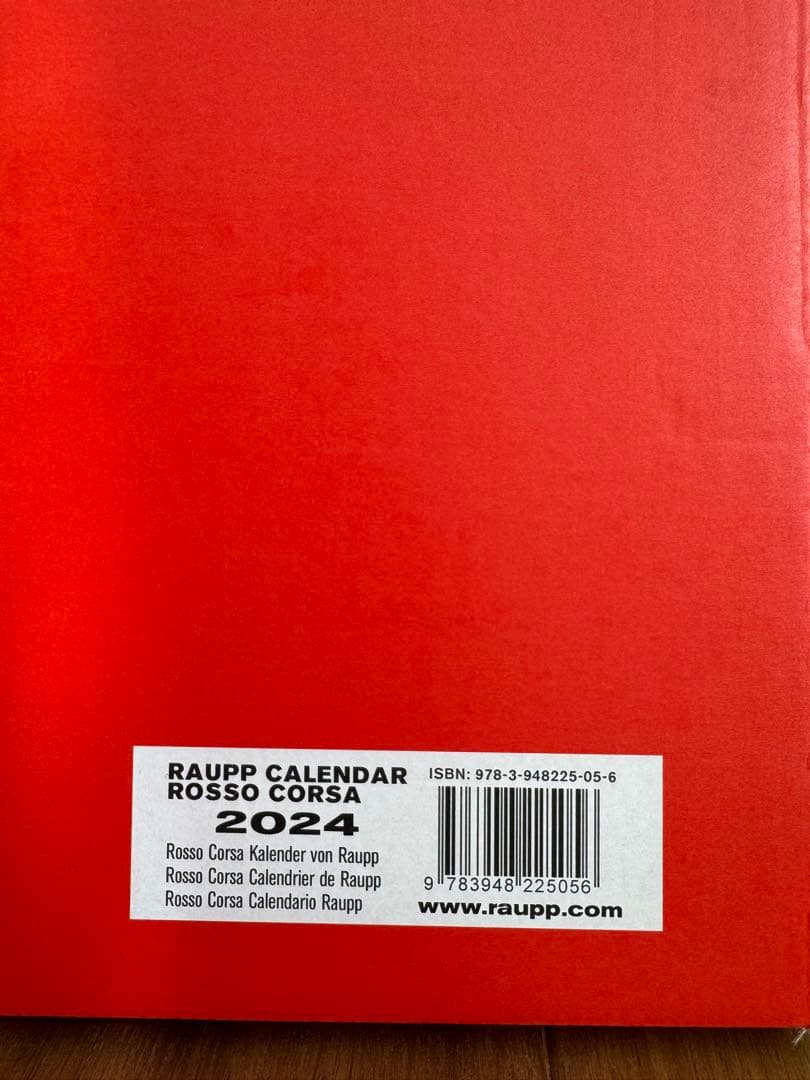 RAUPP CALENDAR
ROSSO CORSA
2024
Rosso Corsa Kalender von Raupp
Rosso Corsa Calendrier de Raupp
Rosso Corsa Calendario Raupp
ISBN: 978-3-948225-05-6
9 783948 225056
www.raupp.com